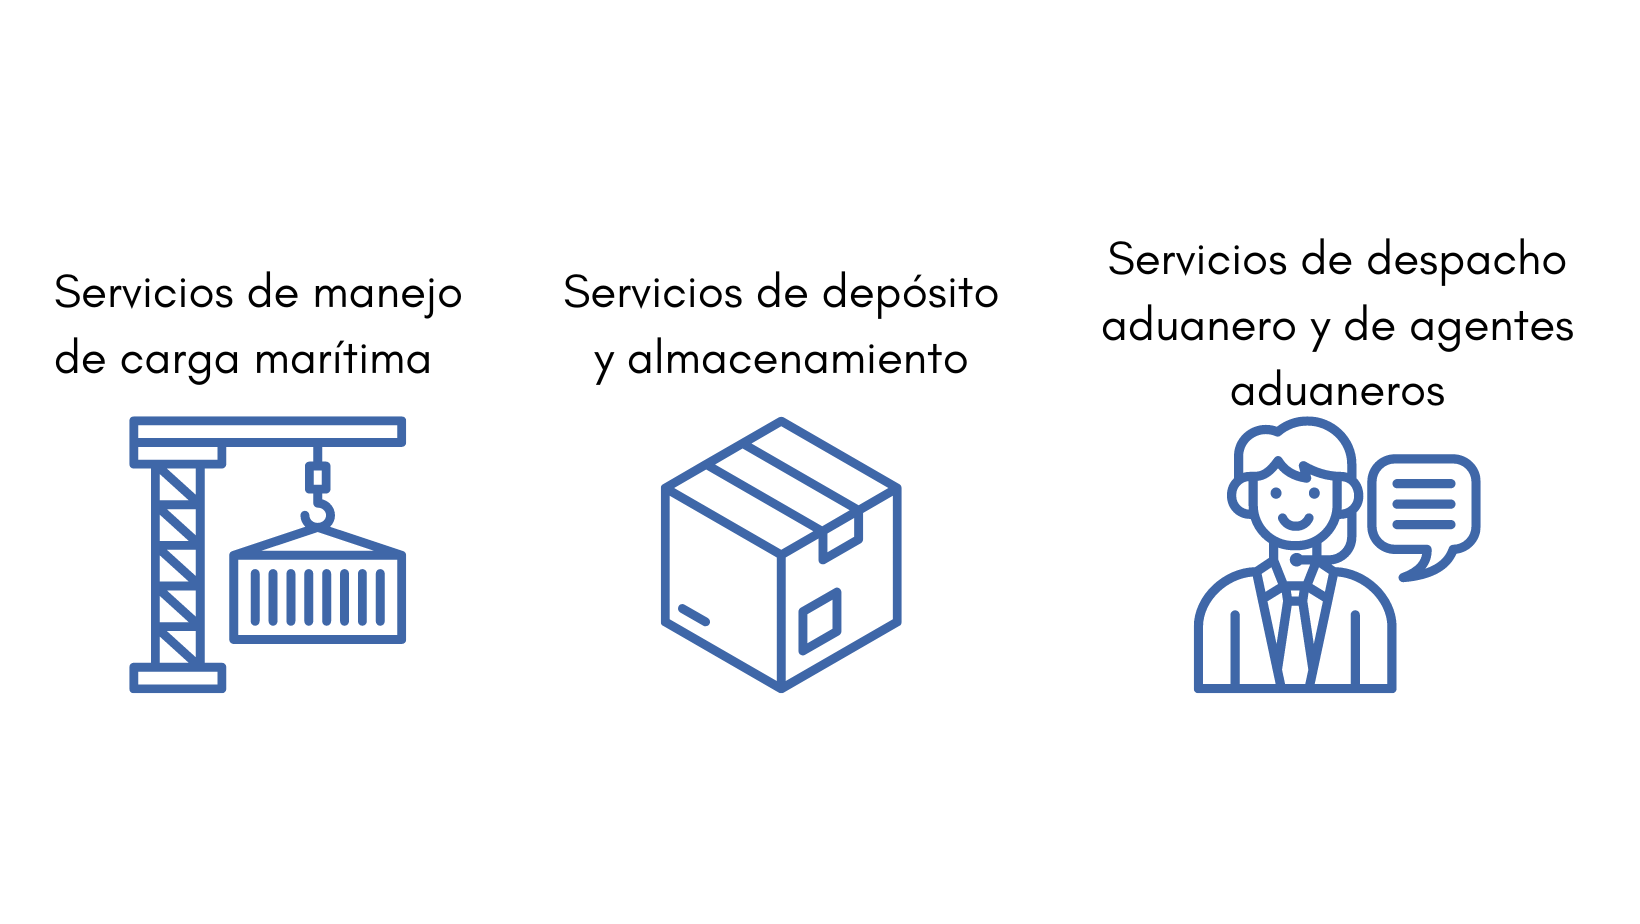 Servicios de manejo
de carga marítima
Servicios de depósito
y almacenamiento
Servicios de despacho
aduanero y de agentes
aduaneros